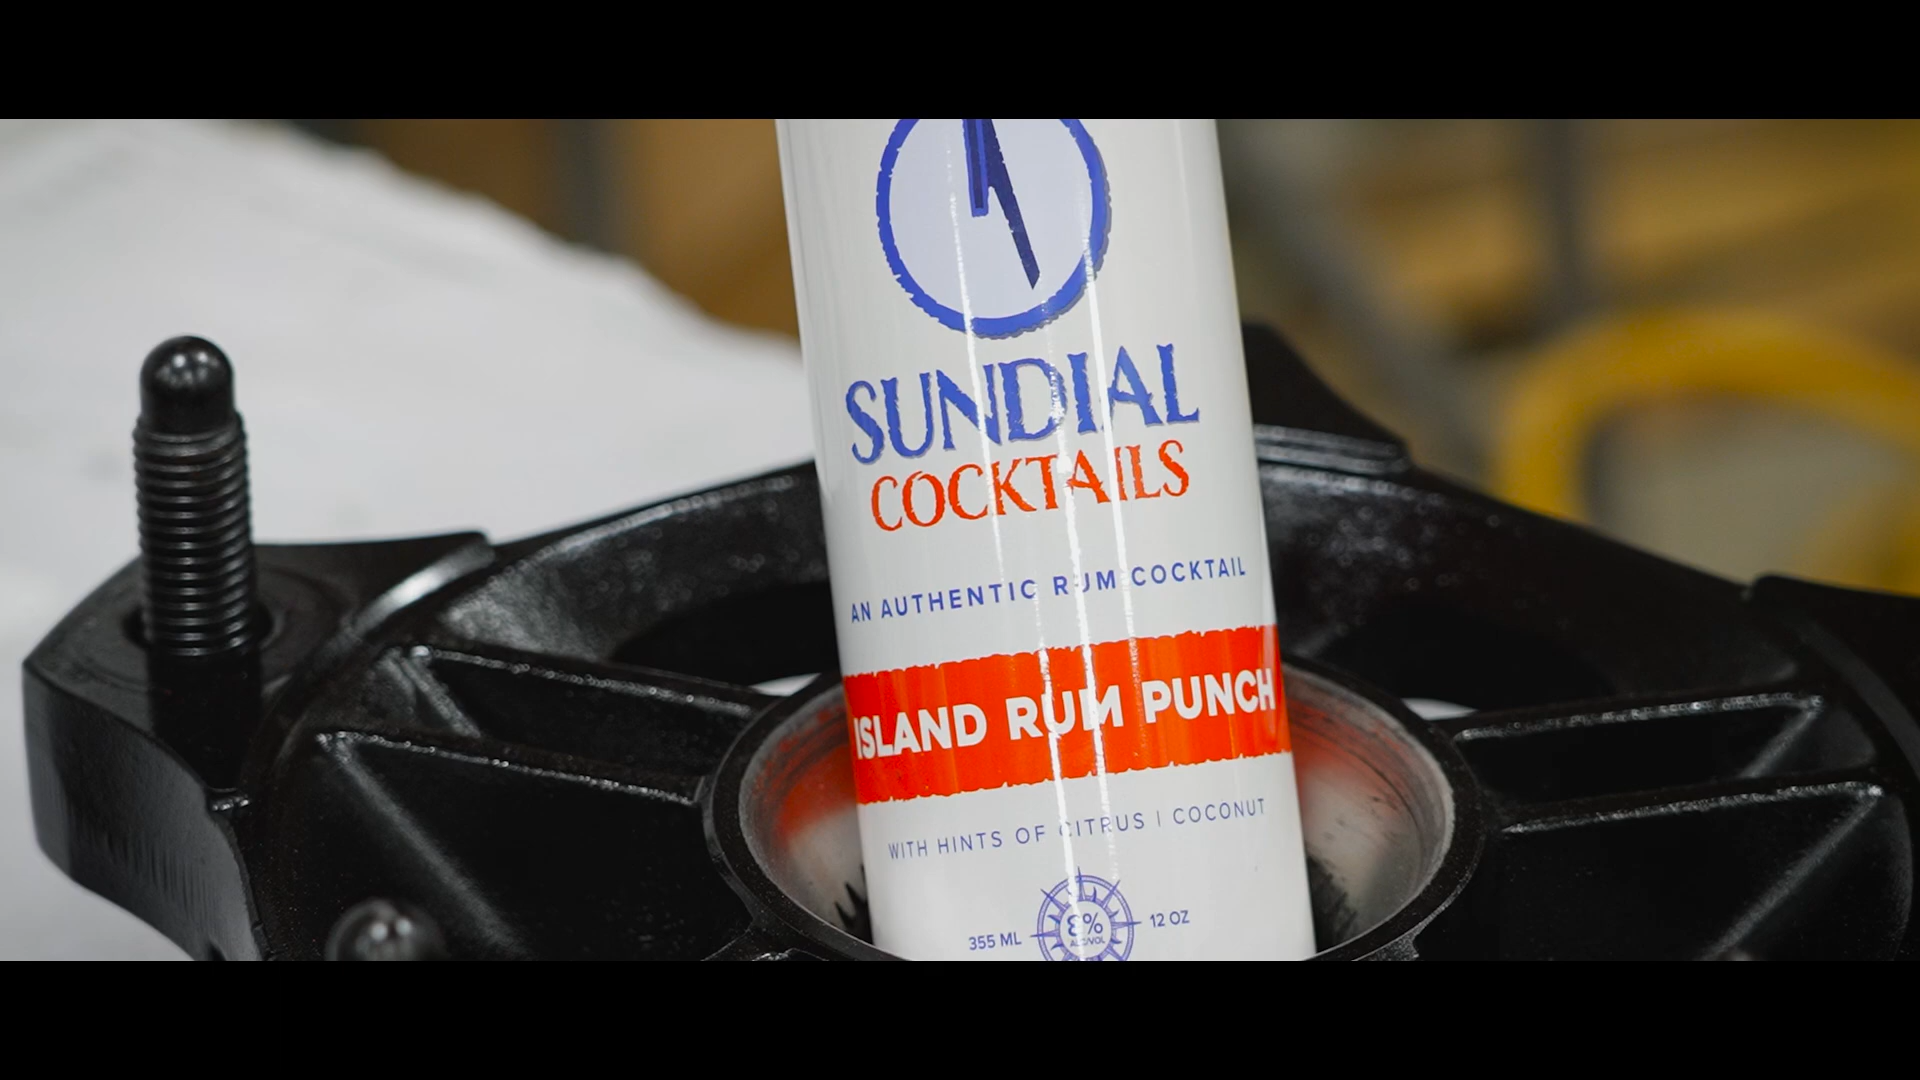 SUNDIAL
COCKTAILS
AN AUTHENTIC RUM COCKTAIL
ISLAND RUM PUNCH
WITH HINTS OF CITRUS | COCONUT
355 ML 8% 12 OZ
ALC/VOL